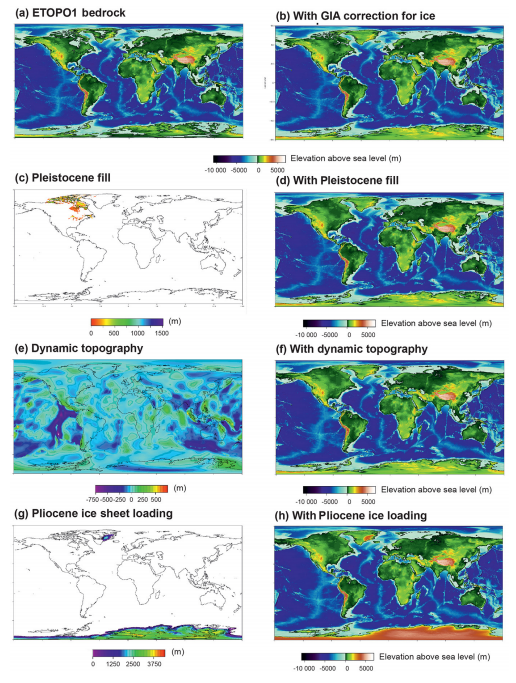 (a) ETOPO1 bedrock
(b) With GIA correction for ice
-10 000 -5000 0 5000 Elevation above sea level (m)
(c) Pleistocene fill
(d) With Pleistocene fill
0 500 1000 1500 (m)
-10 000 -5000 0 5000 Elevation above sea level (m)
(e) Dynamic topography
(f) With dynamic topography
-750 -500 -250 0 250 500 (m)
-10 000 -5000 0 5000 Elevation above sea level (m)
(g) Pliocene ice sheet loading
(h) With Pliocene ice loading
0 1250 2500 3750 (m)
-10 000 -5000 0 5000 Elevation above sea level (m)